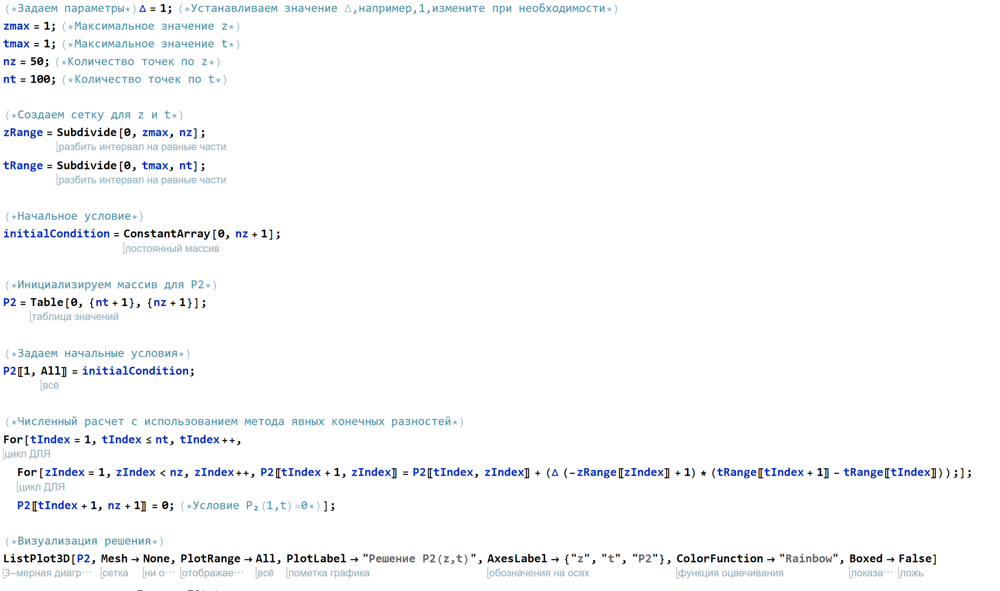 (*Задаем параметры*) Δ = 1; (*Устанавливаем значение Δ,например,1,измените при необходимости*)
zmax = 1; (*Максимальное значение z*)
tmax = 1; (*Максимальное значение t*)
nz = 50; (*Количество точек по z*)
nt = 100; (*Количество точек по t*)
(*Создаем сетку для z и t*)
zRange = Subdivide[0, zmax, nz];
разбить интервал на равные части
tRange = Subdivide[0, tmax, nt];
разбить интервал на равные части
(*Начальное условие*)
initialCondition = ConstantArray[0, nz + 1];
постоянный массив
(*Инициализируем массив для P2*)
P2 = Table[0, {nt + 1}, {nz + 1}];
таблица значений
(*Задаем начальные условия*)
P2〚1, All〛 = initialCondition;
всё
(*Численный расчет с использованием метода явных конечных разностей*)
For[tIndex = 1, tIndex ≤ nt, tIndex++,
цикл ДЛЯ
For[zIndex = 1, zIndex < nz, zIndex++, P2〚tIndex + 1, zIndex〛 = P2〚tIndex, zIndex〛 + (Δ (-zRange〚zIndex〛 + 1) * (tRange〚tIndex + 1〛 - tRange〚tIndex〛));];
цикл ДЛЯ
P2〚tIndex + 1, nz + 1〛 = 0; (*Условие P₂(1,t)=0*)];
(*Визуализация решения*)
ListPlot3D[P2, Mesh → None, PlotRange → All, PlotLabel → "Решение P2(z,t)", AxesLabel → {"z", "t", "P2"}, ColorFunction → "Rainbow", Boxed → False]
3-мерная диагр⋯ сетка ни о⋯ отображае⋯ всё пометка графика обозначения на осях функция оцвечивания показа⋯ ложь